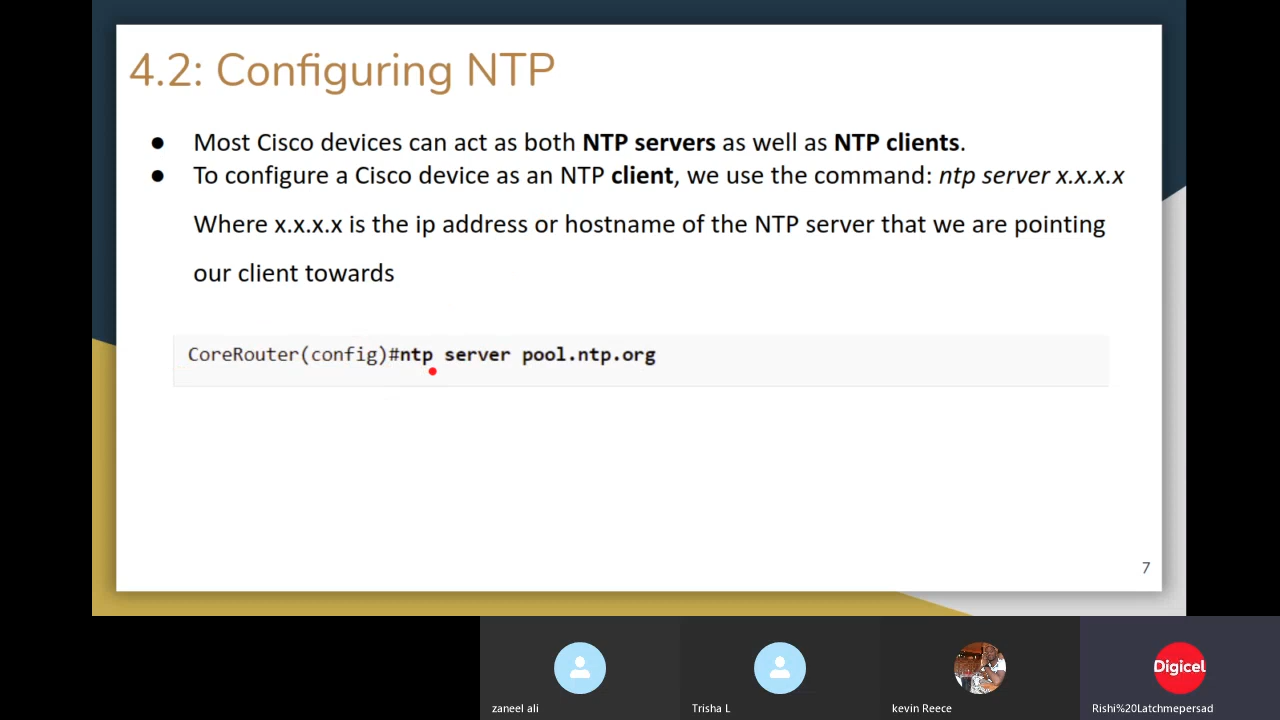 4.2: Configuring NTP
● Most Cisco devices can act as both NTP servers as well as NTP clients.
● To configure a Cisco device as an NTP client, we use the command: ntp server x.x.x.x
Where x.x.x.x is the ip address or hostname of the NTP server that we are pointing
our client towards
CoreRouter(config)#ntp server pool.ntp.org
7
Digicel
zaneel ali
Trisha L
kevin Reece
Rishi%20Latchmepersad